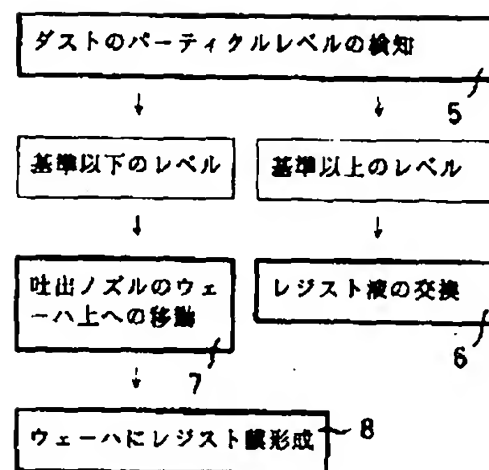 ダストのパーティクルレベルの検知
5
↓ ↓
基準以下のレベル 基準以上のレベル
↓ ↓
吐出ノズルのウェ
ーハ上への移動
レジスト液の交換
7
6
↓
ウェーハにレジスト膜形成
8